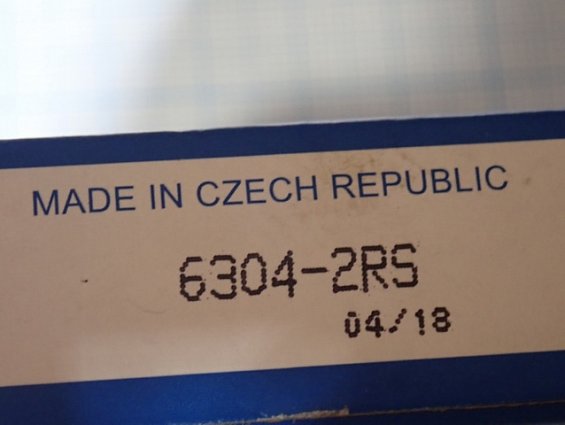 MADE IN CZECH REPUBLIC
6304-2RS
04/18